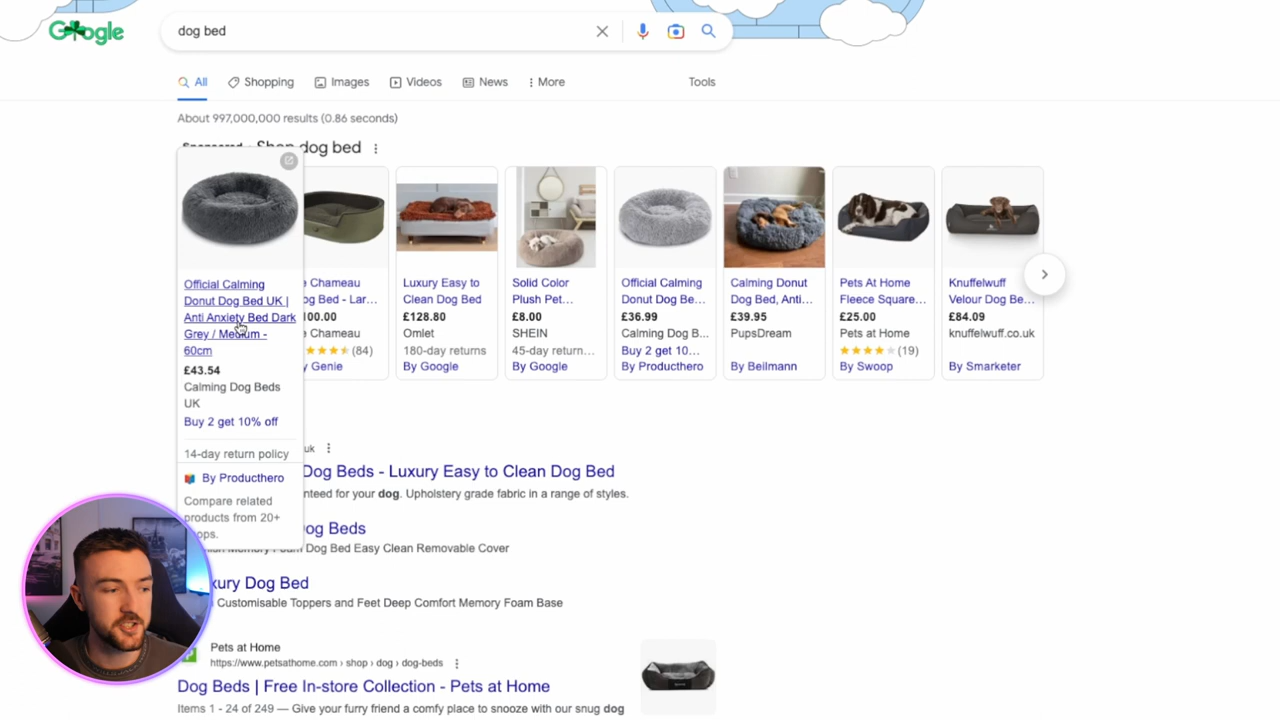 Google
dog bed
All
Shopping
Images
Videos
News
More
Tools
About 997,000,000 results (0.86 seconds)
dog bed
Official Calming
Donut Dog Bed UK |
Anti Anxiety Bed Dark
Grey / Medium -
60cm
£43.54
Calming Dog Beds
UK
Buy 2 get 10% off
14-day return policy
By Producthero
Compare related
products from 20+
Chameau
og Bed - Lar...
00.00
Chameau
(84)
Genie
Luxury Easy to
Clean Dog Bed
£128.80
Omlet
180-day returns
By Google
Solid Color
Plush Pet...
£8.00
SHEIN
45-day return...
By Google
Official Calming
Donut Dog Be...
£36.99
Calming Dog B...
Buy 2 get 10...
By Producthero
Calming Donut
Dog Bed, Anti...
£39.95
PupsDream
By Beilmann
Pets At Home
Fleece Square...
£25.00
Pets at Home
(19)
By Swoop
Knuffelwuff
Velour Dog Be...
£84.09
knuffelwuff.co.uk
By Smarketer
uk
Dog Beds - Luxury Easy to Clean Dog Bed
nteed for your dog. Upholstery grade fabric in a range of styles.
og Beds
Dog Bed Easy Clean Removable Cover
xury Dog Bed
Customisable Toppers and Feet Deep Comfort Memory Foam Base
Pets at Home
https://www.petsathome.com › shop › dog › dog-beds
Dog Beds | Free In-store Collection - Pets at Home
Items 1 - 24 of 249 — Give your furry friend a comfy place to snooze with our snug dog